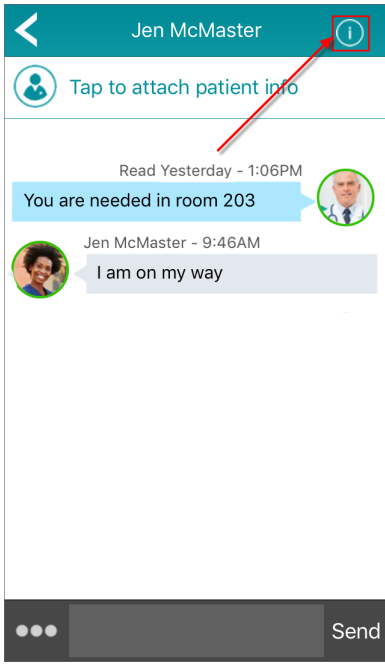 Jen McMaster
i
Tap to attach patient info
Read Yesterday - 1:06PM
You are needed in room 203
Jen McMaster - 9:46AM
I am on my way
Send